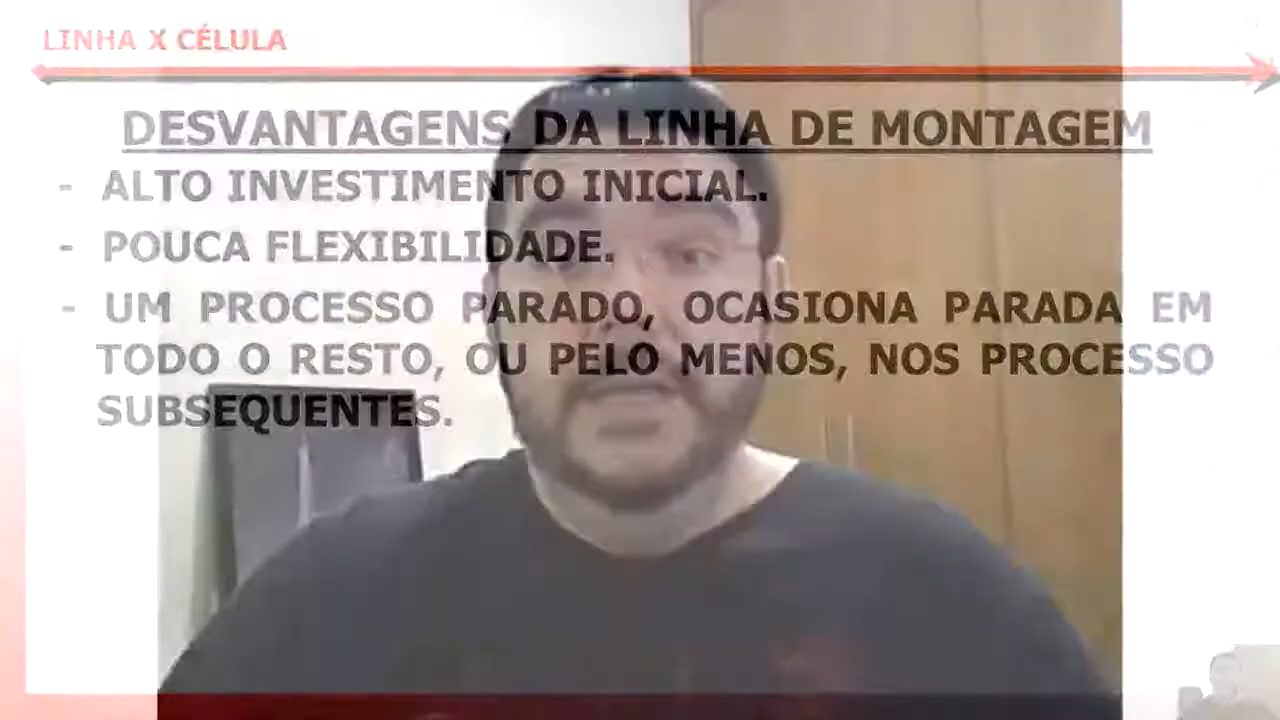 LINHA X CÉLULA
DESVANTAGENS DA LINHA DE MONTAGEM
- ALTO INVESTIMENTO INICIAL.
- POUCA FLEXIBILIDADE.
- UM PROCESSO PARADO, OCASIONA PARADA EM
TODO O RESTO, OU PELO MENOS, NOS PROCESSO
SUBSEQUENTES.